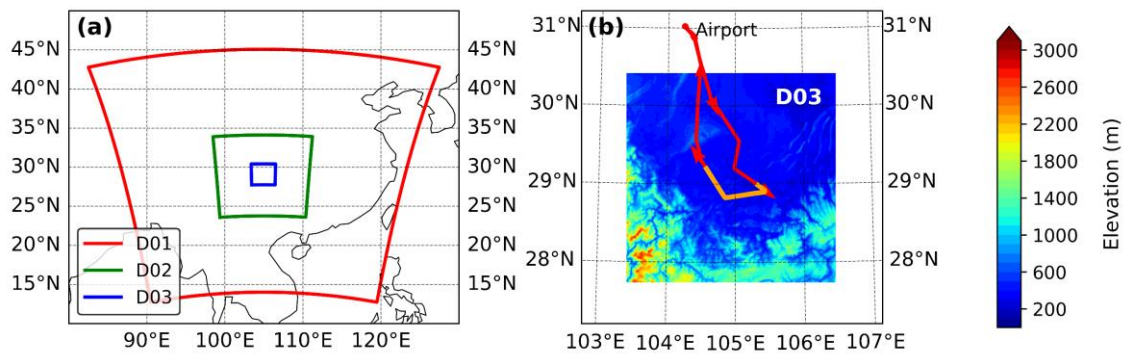 (a)
45°N
40°N
35°N
30°N
25°N
20°N
15°N
45°N
40°N
35°N
30°N
25°N
20°N
15°N
D01
D02
D03
90°E 100°E 110°E 120°E
(b)
Airport
D03
31°N
30°N
29°N
28°N
31°N
30°N
29°N
28°N
103°E 104°E 105°E 106°E 107°E
3000
2600
2200
1800
1400
1000
600
200
Elevation (m)